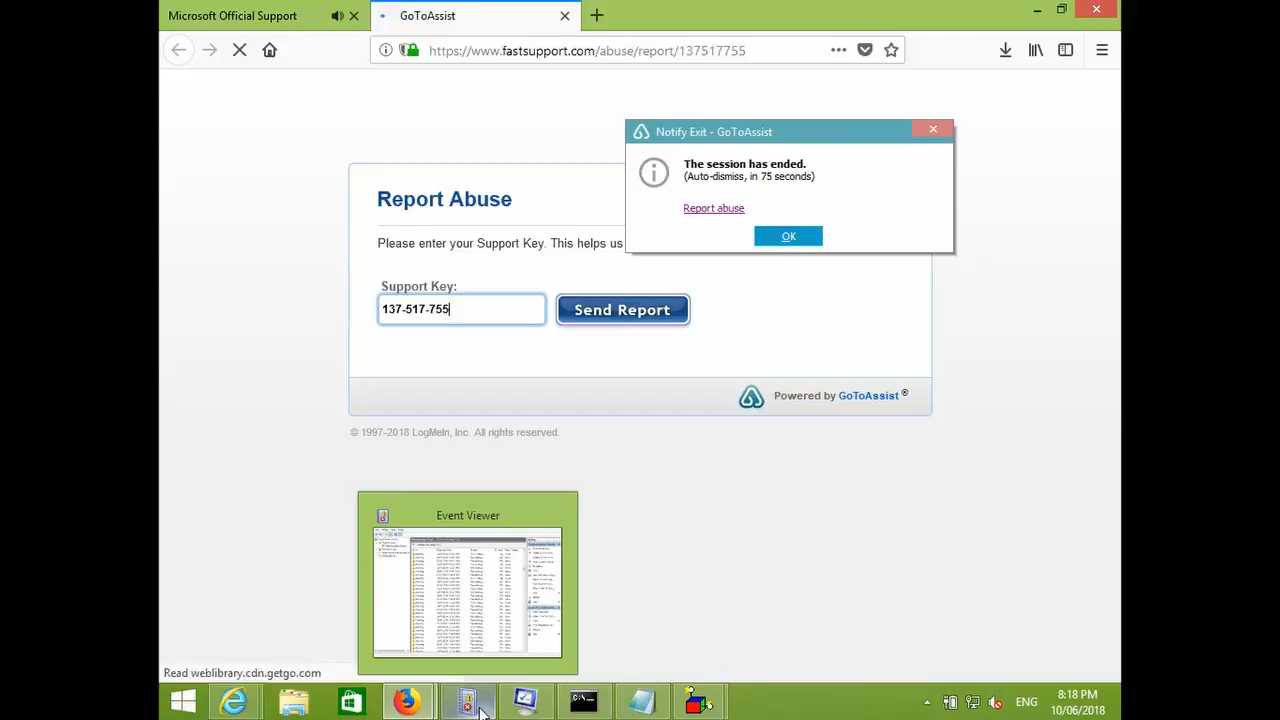 Microsoft Official Support
GoToAssist
https://www.fastsupport.com/abuse/report/137517755
Notify Exit - GoToAssist
The session has ended.
(Auto-dismiss, in 75 seconds)
Report abuse
OK
Report Abuse
Please enter your Support Key. This helps us
Support Key:
137-517-755
Send Report
Powered by GoToAssist ®
© 1997-2018 LogMeIn, Inc. All rights reserved.
Event Viewer
Read weblibrary.cdn.getgo.com
ENG
8:18 PM
10/06/2018